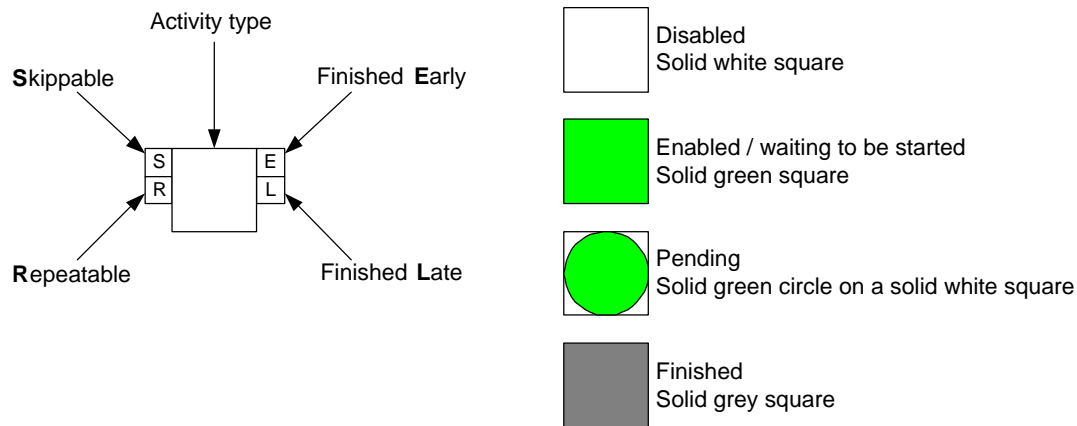 Activity type
Skippable
Finished Early
S
E
R
L
Repeatable
Finished Late
Disabled
Solid white square
Enabled / waiting to be started
Solid green square
Pending
Solid green circle on a solid white square
Finished
Solid grey square